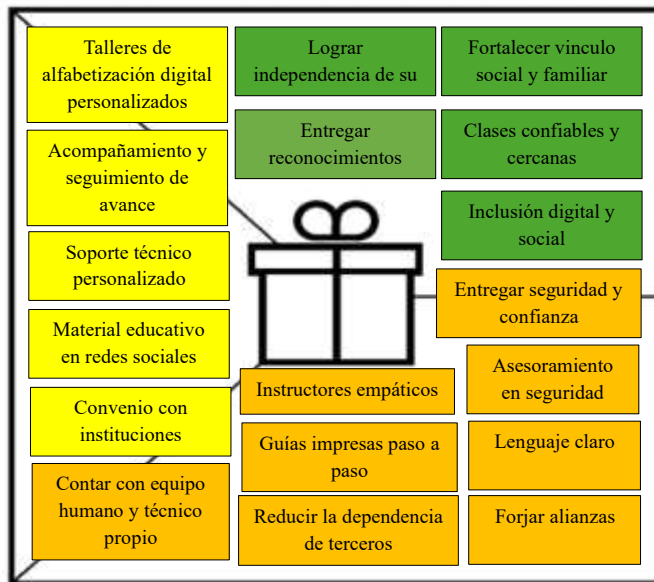 Talleres de
alfabetización digital
personalizados
Acompañamiento y
seguimiento de
avance
Soporte técnico
personalizado
Material educativo
en redes sociales
Convenio con
instituciones
Contar con equipo
humano y técnico
propio
Lograr
independencia de su
Entregar
reconocimientos
Fortalecer vinculo
social y familiar
Clases confiables y
cercanas
Inclusión digital y
social
Entregar seguridad y
confianza
Instructores empáticos
Guías impresas paso a
paso
Reducir la dependencia
de terceros
Asesoramiento
en seguridad
Lenguaje claro
Forjar alianzas